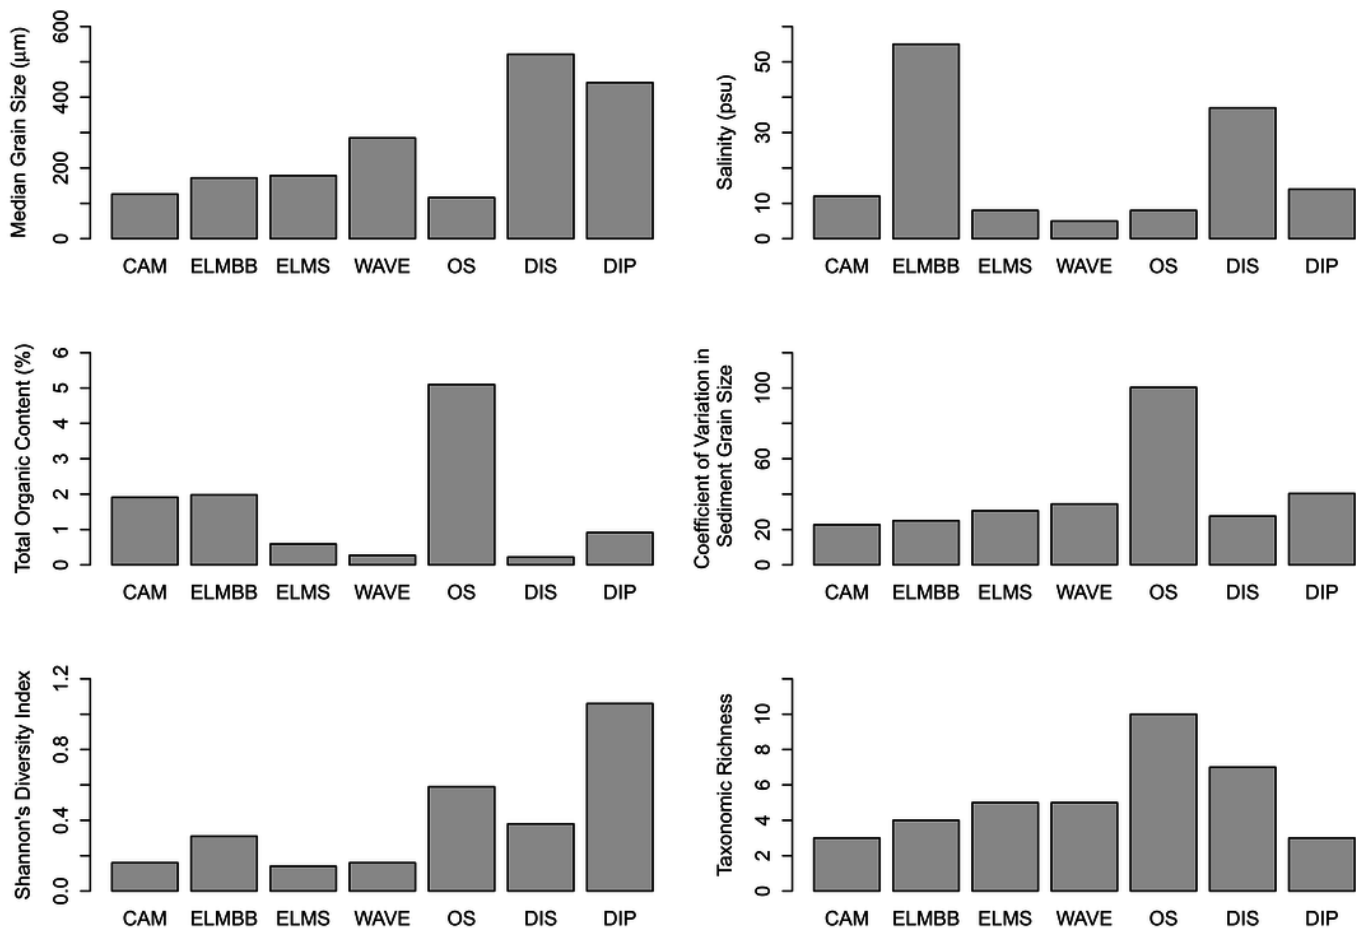 Median Grain Size (μm)
0 200 400 600
CAM ELMBB ELMS WAVE OS DIS DIP
Salinity (psu)
0 10 30 50
CAM ELMBB ELMS WAVE OS DIS DIP
Total Organic Content (%)
0 1 2 3 4 5 6
CAM ELMBB ELMS WAVE OS DIS DIP
Coefficient of Variation in
Sediment Grain Size
0 20 60 100
CAM ELMBB ELMS WAVE OS DIS DIP
Shannon's Diversity Index
0.0 0.4 0.8 1.2
CAM ELMBB ELMS WAVE OS DIS DIP
Taxonomic Richness
0 2 4 6 8 10
CAM ELMBB ELMS WAVE OS DIS DIP